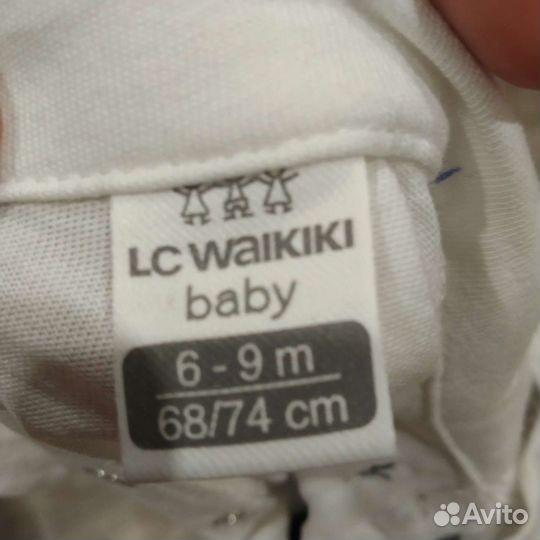 LC WAIKIKI
baby
6 - 9 m
68/74 cm
Avito